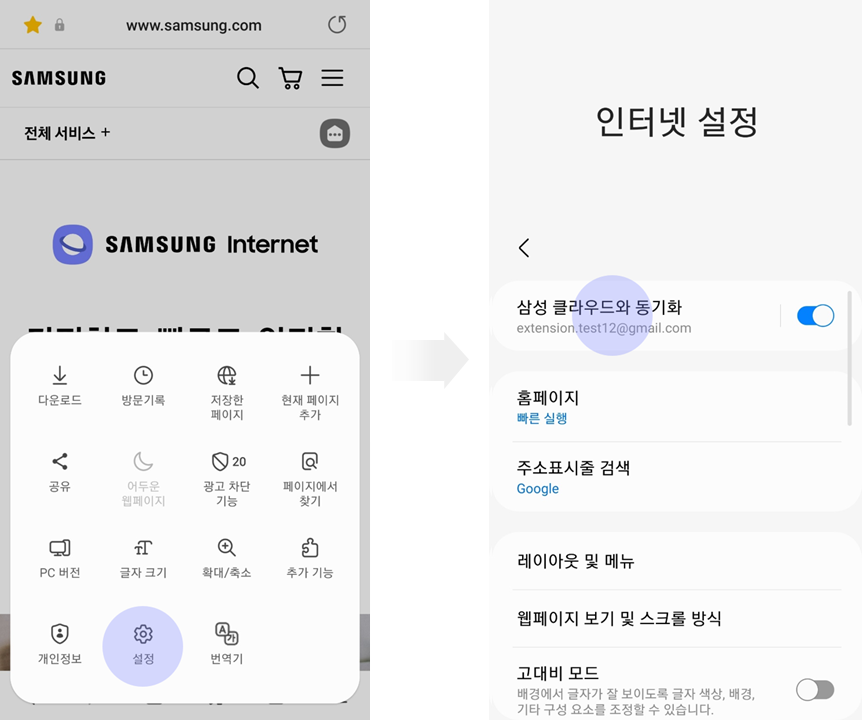 www.samsung.com
SAMSUNG
전체 서비스 +
SAMSUNG Internet
다운로드
방문기록
저장한
페이지
현재 페이지
추가
공유
어두운
웹페이지
20
광고 차단
기능
페이지에서
찾기
PC 버전
글자 크기
확대/축소
추가 기능
개인정보
설정
번역기
인터넷 설정
삼성 클라우드와 동기화
extension.test12@gmail.com
홈페이지
빠른 실행
주소표시줄 검색
Google
레이아웃 및 메뉴
웹페이지 보기 및 스크롤 방식
고대비 모드
배경에서 글자가 잘 보이도록 글자 색상, 배경,
기타 구성 요소를 조정할 수 있습니다.